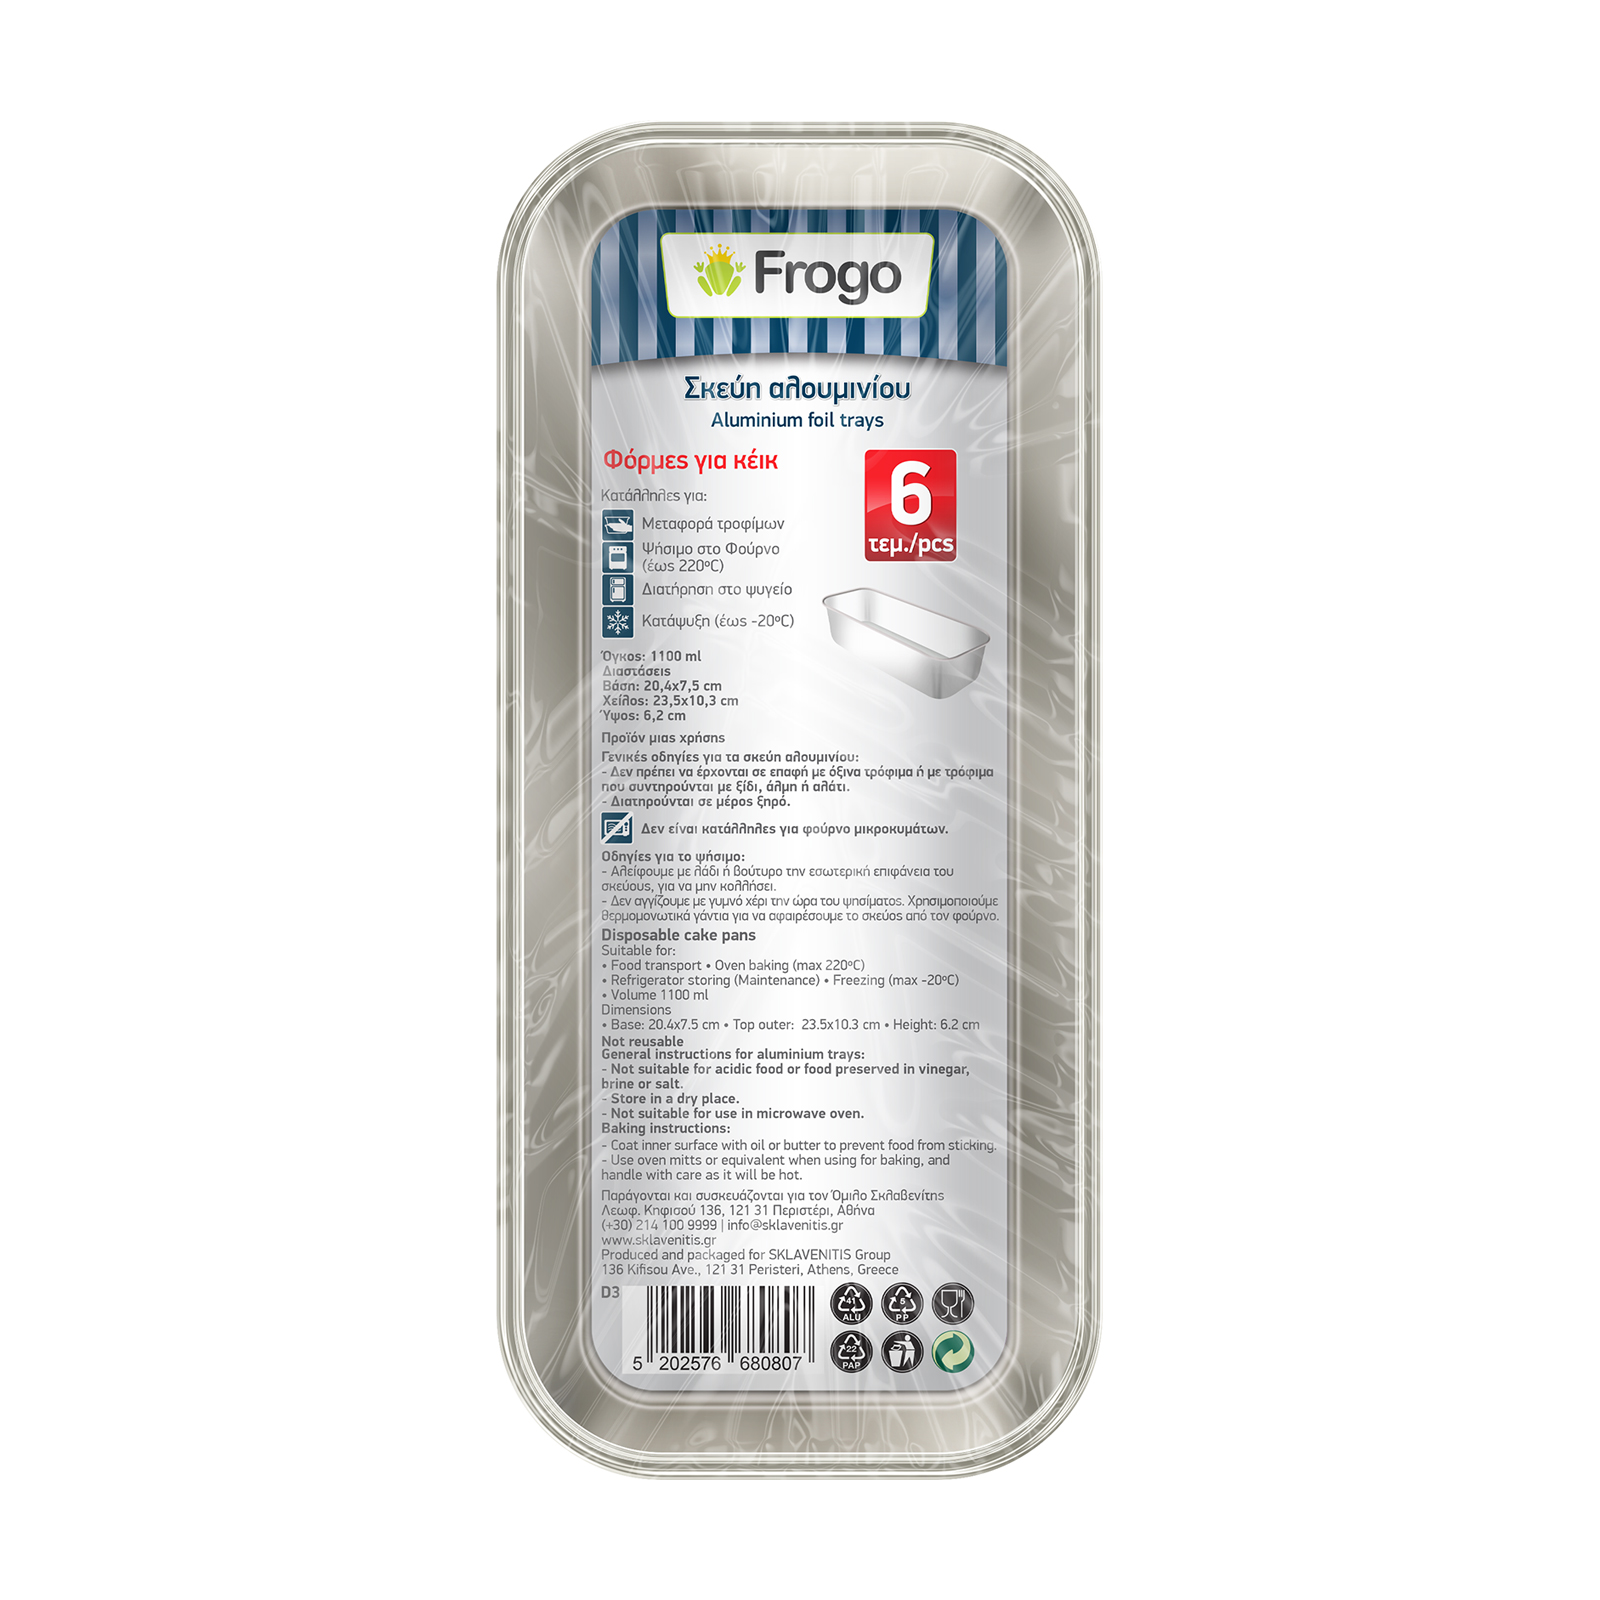 Frogo
Σκεύη αλουμινίου
Aluminium foil trays
Φόρμες για κέικ
6
τεμ./pcs
Κατάλληλες για:
Μεταφορά τροφίμων
Ψήσιμο στο Φούρνο
(έως 220ºC)
Διατήρηση στο ψυγείο
Κατάψυξη (έως -20ºC)
Όγκος: 1100 ml
Διαστάσεις
Βάση: 20,4x7,5 cm
Χείλος: 23,5x10,3 cm
Ύψος: 6,2 cm
Προϊόν μιας χρήσης
Γενικές οδηγίες για τα σκεύη αλουμινίου:
- Δεν πρέπει να έρχονται σε επαφή με όξινα τρόφιμα ή με τρόφιμα
που συντηρούνται με ξίδι, άλμη ή αλάτι.
- Διατηρούνται σε μέρος ξηρό.
Δεν είναι κατάλληλες για φούρνο μικροκυμάτων.
Οδηγίες για το ψήσιμο:
- Αλείφουμε με λάδι ή βούτυρο την εσωτερική επιφάνεια του
σκεύους, για να μην κολλήσει.
- Δεν αγγίζουμε με γυμνό χέρι την ώρα του ψησίματος. Χρησιμοποιούμε
θερμομονωτικά γάντια για να αφαιρέσουμε το σκεύος από τον φούρνο.
Disposable cake pans
Suitable for:
• Food transport • Oven baking (max 220ºC)
• Refrigerator storing (Maintenance) • Freezing (max -20ºC)
• Volume 1100 ml
Dimensions
• Base: 20.4x7.5 cm • Top outer: 23.5x10.3 cm • Height: 6.2 cm
Not reusable
General instructions for aluminium trays:
- Not suitable for acidic food or food preserved in vinegar,
brine or salt.
- Store in a dry place.
- Not suitable for use in microwave oven.
Baking instructions:
- Coat inner surface with oil or butter to prevent food from sticking.
- Use oven mitts or equivalent when using for baking, and
handle with care as it will be hot.
Παράγονται και συσκευάζονται για τον Όμιλο Σκλαβενίτης
Λεωφ. Κηφισού 136, 121 31 Περιστέρι, Αθήνα
(+30) 214 100 9999 | info@sklavenitis.gr
www.sklavenitis.gr
Produced and packaged for SKLAVENITIS Group
136 Kifisou Ave., 121 31 Peristeri, Athens, Greece
D3
5 202576 680807
41
ALU
5
PP
22
PAP